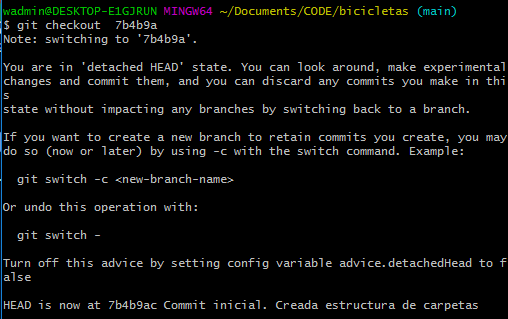 wadmin@DESKTOP-E1GJRUN MINGW64 ~/Documents/CODE/bicicletas (main)
$ git checkout  7b4b9a
Note: switching to '7b4b9a'.
You are in 'detached HEAD' state. You can look around, make experimental
changes and commit them, and you can discard any commits you make in thi
s
state without impacting any branches by switching back to a branch.
If you want to create a new branch to retain commits you create, you may
do so (now or later) by using -c with the switch command. Example:
  git switch -c <new-branch-name>
Or undo this operation with:
  git switch -
Turn off this advice by setting config variable advice.detachedHead to f
alse
HEAD is now at 7b4b9ac Commit inicial. Creada estructura de carpetas